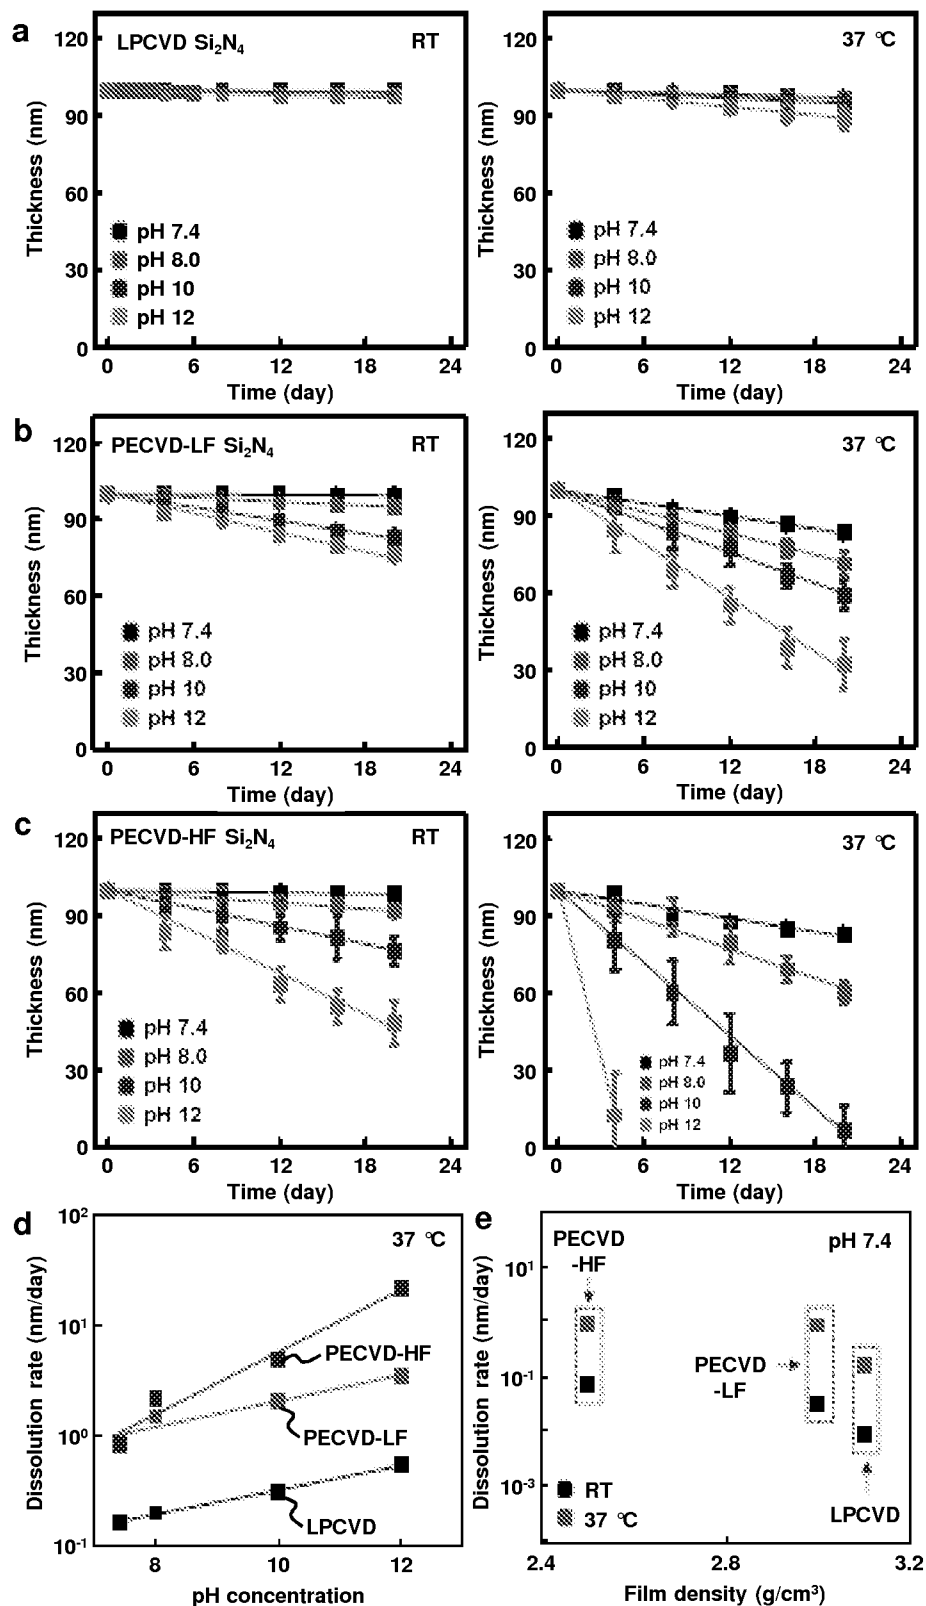 a
LPCVD Si₂N₄ RT
120
90
60
30
0
Thickness (nm)
pH 7.4
pH 8.0
pH 10
pH 12
0 6 12 18 24
Time (day)
37 °C
120
90
60
30
0
Thickness (nm)
pH 7.4
pH 8.0
pH 10
pH 12
0 6 12 18 24
Time (day)
b
PECVD-LF Si₂N₄ RT
120
90
60
30
0
Thickness (nm)
pH 7.4
pH 8.0
pH 10
pH 12
0 6 12 18 24
Time (day)
37 °C
120
90
60
30
0
Thickness (nm)
pH 7.4
pH 8.0
pH 10
pH 12
0 6 12 18 24
Time (day)
c
PECVD-HF Si₂N₄ RT
120
90
60
30
0
Thickness (nm)
pH 7.4
pH 8.0
pH 10
pH 12
0 6 12 18 24
Time (day)
37 °C
120
90
60
30
0
Thickness (nm)
pH 7.4
pH 8.0
pH 10
pH 12
0 6 12 18 24
Time (day)
d
37 °C
10²
10¹
10⁰
10⁻¹
Dissolution rate (nm/day)
PECVD-HF
PECVD-LF
LPCVD
8 10 12
pH concentration
e
pH 7.4
10¹
10⁻¹
10⁻³
Dissolution rate (nm/day)
PECVD
-HF
PECVD
-LF
LPCVD
RT
37 °C
2.4 2.8 3.2
Film density (g/cm³)